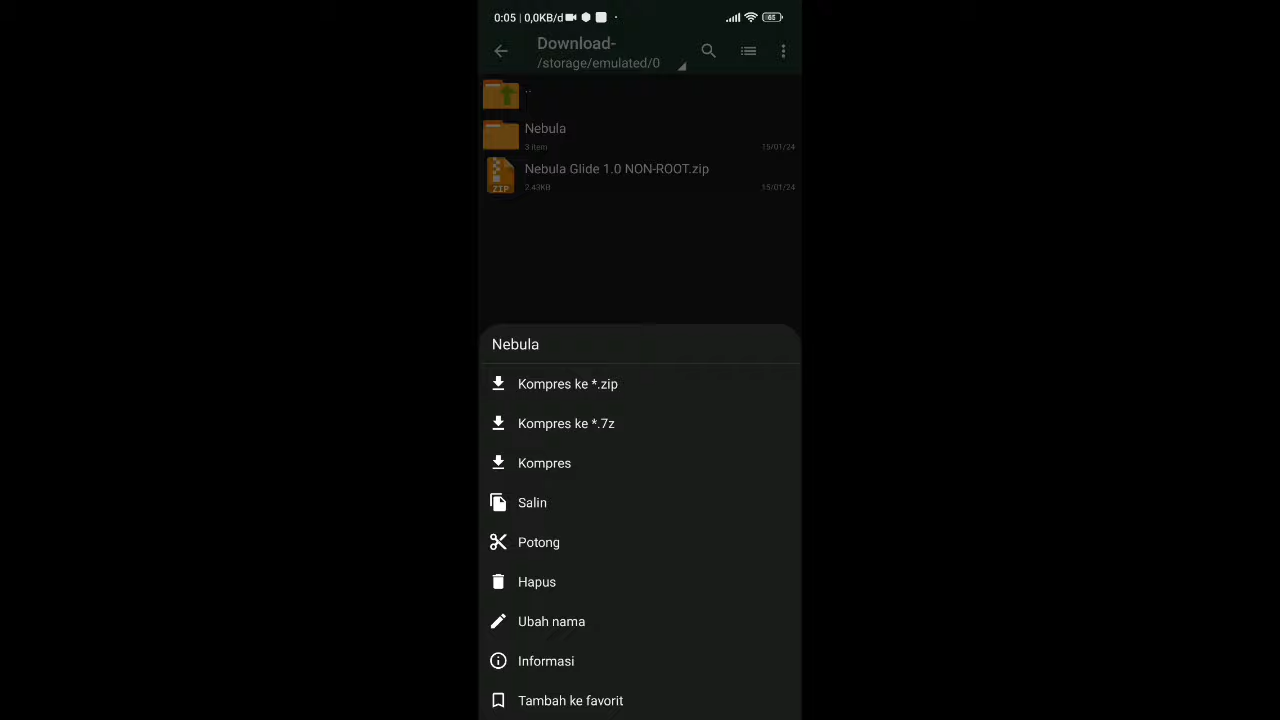 0:05 | 0,0KB/d
65
Download-
/storage/emulated/0
..
Nebula
3 item
15/01/24
Nebula Glide 1.0 NON-ROOT.zip
ZIP
2.43KB
15/01/24
Nebula
Kompres ke *.zip
Kompres ke *.7z
Kompres
Salin
Potong
Hapus
Ubah nama
Informasi
Tambah ke favorit